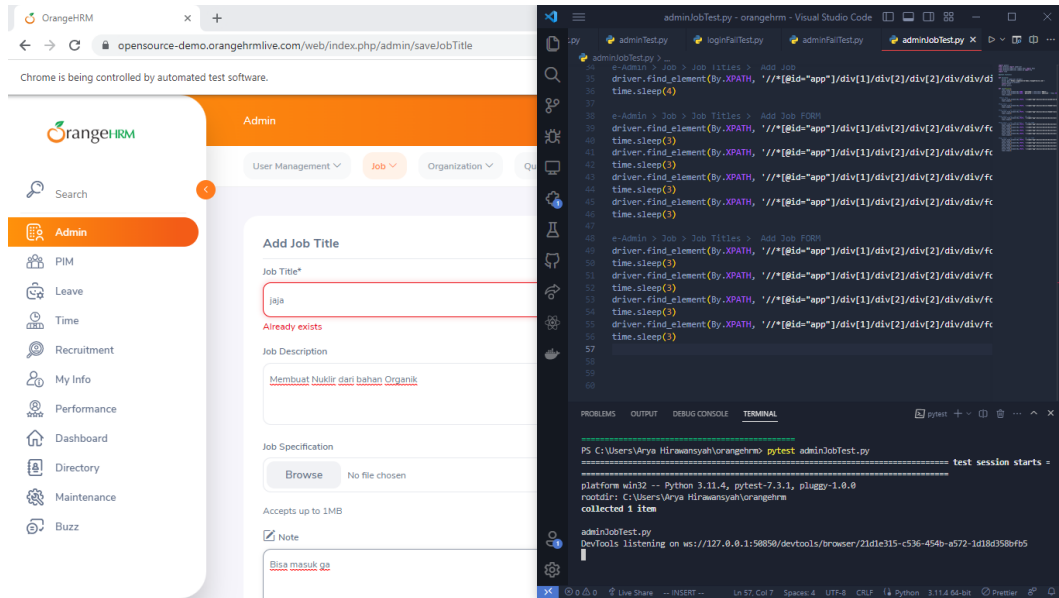 OrangeHRM
opensource-demo.orangehrmlive.com/web/index.php/admin/saveJobTitle
Chrome is being controlled by automated test software.
OrangeHRM
Search
Admin
PIM
Leave
Time
Recruitment
My Info
Performance
Dashboard
Directory
Maintenance
Buzz
Admin
User Management
Job
Organization
Qu
Add Job Title
Job Title*
jaja
Already exists
Job Description
Membuat Nuklir dari bahan Organik
Job Specification
Browse No file chosen
Accepts up to 1MB
Note
Bisa masuk ga
adminJobTest.py - orangehrm - Visual Studio Code
.py adminTest.py loginFailTest.py adminFailTest.py adminJobTest.py
adminJobTest.py > ...
34 e-Admin > Job > Job Titles > Add Job
35 driver.find_element(By.XPATH, '//*[@id="app"]/div[1]/div[2]/div[2]/div/div/di
36 time.sleep(4)
37
38 e-Admin > Job > Job Titles > Add Job FORM
39 driver.find_element(By.XPATH, '//*[@id="app"]/div[1]/div[2]/div[2]/div/div/fo
40 time.sleep(3)
41 driver.find_element(By.XPATH, '//*[@id="app"]/div[1]/div[2]/div[2]/div/div/fo
42 time.sleep(3)
43 driver.find_element(By.XPATH, '//*[@id="app"]/div[1]/div[2]/div[2]/div/div/fo
44 time.sleep(3)
45 driver.find_element(By.XPATH, '//*[@id="app"]/div[1]/div[2]/div[2]/div/div/fo
46 time.sleep(3)
47
48 e-Admin > Job > Job Titles > Add Job FORM
49 driver.find_element(By.XPATH, '//*[@id="app"]/div[1]/div[2]/div[2]/div/div/fo
50 time.sleep(3)
51 driver.find_element(By.XPATH, '//*[@id="app"]/div[1]/div[2]/div[2]/div/div/fo
52 time.sleep(3)
53 driver.find_element(By.XPATH, '//*[@id="app"]/div[1]/div[2]/div[2]/div/div/fo
54 time.sleep(3)
55 driver.find_element(By.XPATH, '//*[@id="app"]/div[1]/div[2]/div[2]/div/div/fo
56 time.sleep(3)
57
58
59
60
PROBLEMS OUTPUT DEBUG CONSOLE TERMINAL pytest
PS C:\Users\Arya Hirawansyah\orangehrm> pytest adminJobTest.py
test session starts =
platform win32 -- Python 3.11.4, pytest-7.3.1, pluggy-1.0.0
rootdir: C:\Users\Arya Hirawansyah\orangehrm
collected 1 item
adminJobTest.py
DevTools listening on ws://127.0.0.1:50850/devtools/browser/21d1e315-c536-454b-a572-1d18d358bfb5
0 0 Live Share -- INSERT -- Ln 57, Col 7 Spaces: 4 UTF-8 CRLF Python 3.11.4 64-bit Prettier